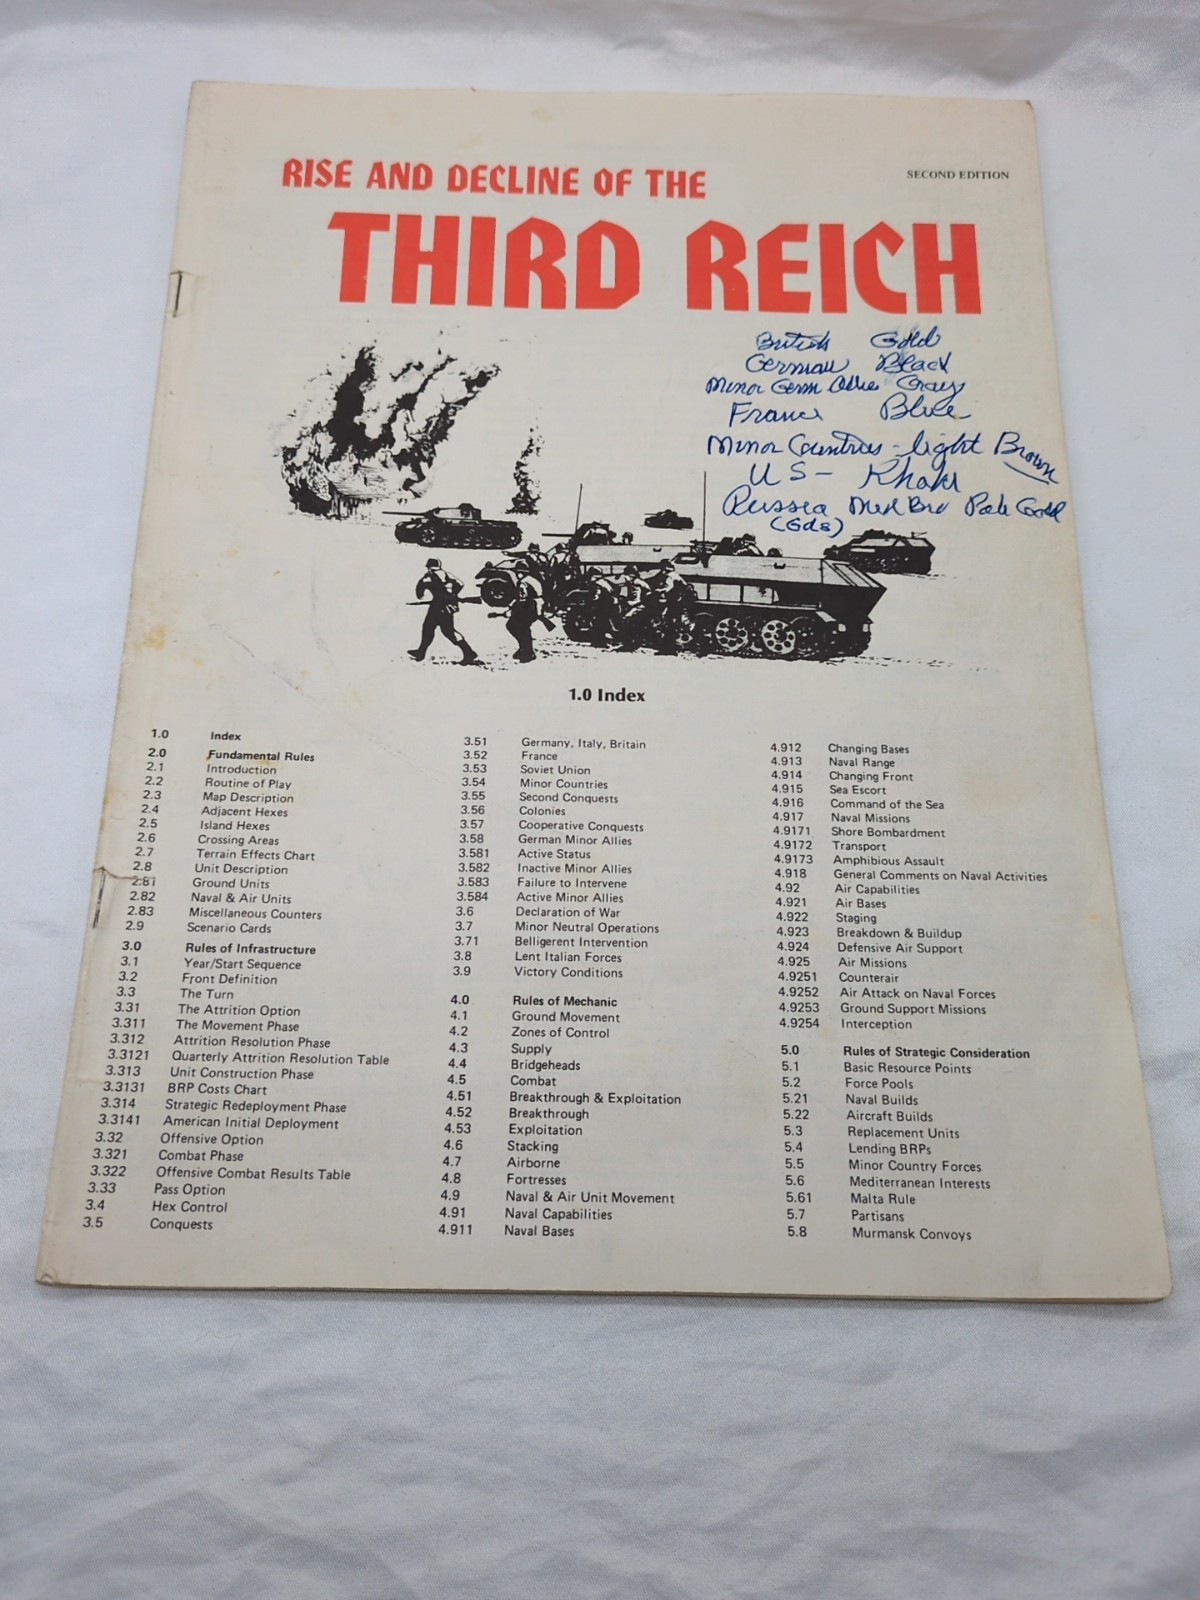 RISE AND DECLINE OF THE
SECOND EDITION
THIRD REICH
British Gold
German Black
Minor Germ Allies Gray
France Blue
Minor Countries - light Brown
US - Khaki
Russia Med Brn Pale Gold
(Gds)
1.0 Index
1.0 Index
2.0 Fundamental Rules
2.1 Introduction
2.2 Routine of Play
2.3 Map Description
2.4 Adjacent Hexes
2.5 Island Hexes
2.6 Crossing Areas
2.7 Terrain Effects Chart
2.8 Unit Description
2.81 Ground Units
2.82 Naval & Air Units
2.83 Miscellaneous Counters
2.9 Scenario Cards
3.0 Rules of Infrastructure
3.1 Year/Start Sequence
3.2 Front Definition
3.3 The Turn
3.31 The Attrition Option
3.311 The Movement Phase
3.312 Attrition Resolution Phase
3.3121 Quarterly Attrition Resolution Table
3.313 Unit Construction Phase
3.3131 BRP Costs Chart
3.314 Strategic Redeployment Phase
3.3141 American Initial Deployment
3.32 Offensive Option
3.321 Combat Phase
3.322 Offensive Combat Results Table
3.33 Pass Option
3.4 Hex Control
3.5 Conquests
3.51 Germany, Italy, Britain
3.52 France
3.53 Soviet Union
3.54 Minor Countries
3.55 Second Conquests
3.56 Colonies
3.57 Cooperative Conquests
3.58 German Minor Allies
3.581 Active Status
3.582 Inactive Minor Allies
3.583 Failure to Intervene
3.584 Active Minor Allies
3.6 Declaration of War
3.7 Minor Neutral Operations
3.71 Belligerent Intervention
3.8 Lent Italian Forces
3.9 Victory Conditions
4.0 Rules of Mechanic
4.1 Ground Movement
4.2 Zones of Control
4.3 Supply
4.4 Bridgeheads
4.5 Combat
4.51 Breakthrough & Exploitation
4.52 Breakthrough
4.53 Exploitation
4.6 Stacking
4.7 Airborne
4.8 Fortresses
4.9 Naval & Air Unit Movement
4.91 Naval Capabilities
4.911 Naval Bases
4.912 Changing Bases
4.913 Naval Range
4.914 Changing Front
4.915 Sea Escort
4.916 Command of the Sea
4.917 Naval Missions
4.9171 Shore Bombardment
4.9172 Transport
4.9173 Amphibious Assault
4.918 General Comments on Naval Activities
4.92 Air Capabilities
4.921 Air Bases
4.922 Staging
4.923 Breakdown & Buildup
4.924 Defensive Air Support
4.925 Air Missions
4.9251 Counterair
4.9252 Air Attack on Naval Forces
4.9253 Ground Support Missions
4.9254 Interception
5.0 Rules of Strategic Consideration
5.1 Basic Resource Points
5.2 Force Pools
5.21 Naval Builds
5.22 Aircraft Builds
5.3 Replacement Units
5.4 Lending BRPs
5.5 Minor Country Forces
5.6 Mediterranean Interests
5.61 Malta Rule
5.7 Partisans
5.8 Murmansk Convoys